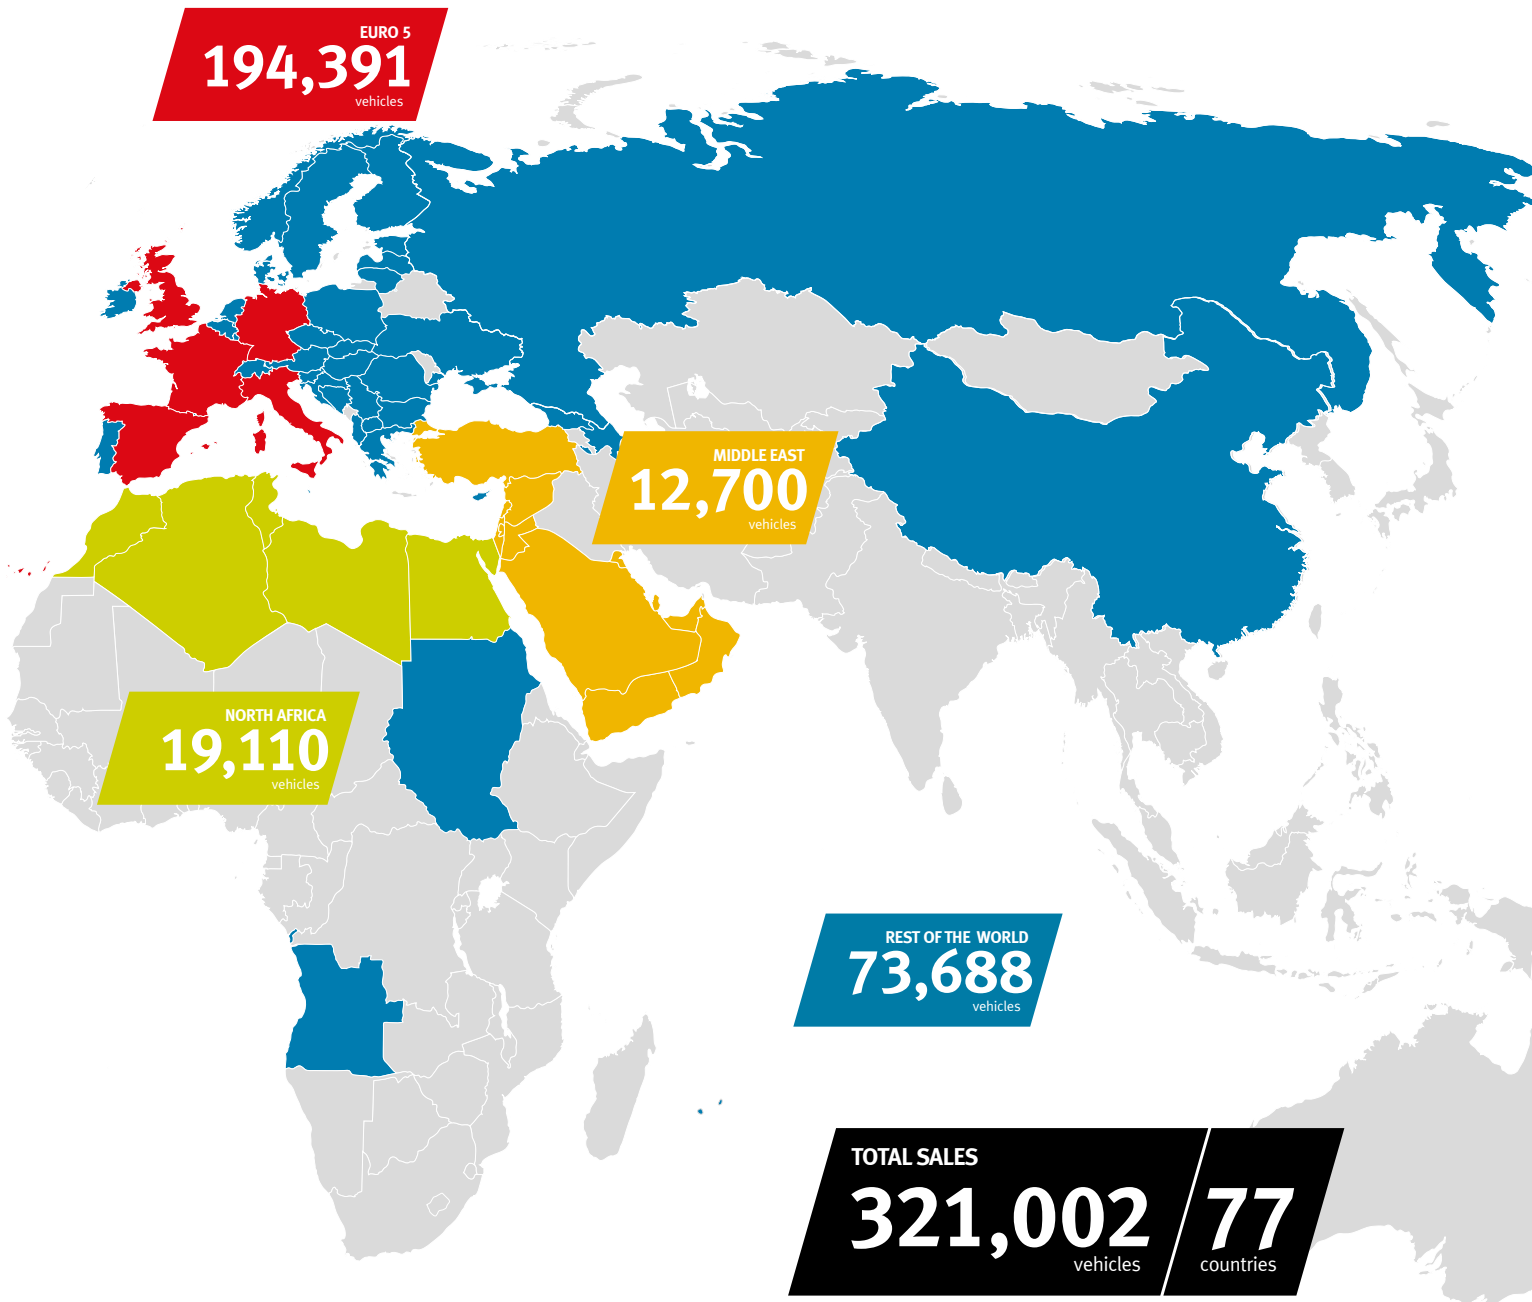 EURO 5
194,391
vehicles
MIDDLE EAST
12,700
vehicles
NORTH AFRICA
19,110
vehicles
REST OF THE WORLD
73,688
vehicles
TOTAL SALES
321,002
vehicles
77
countries